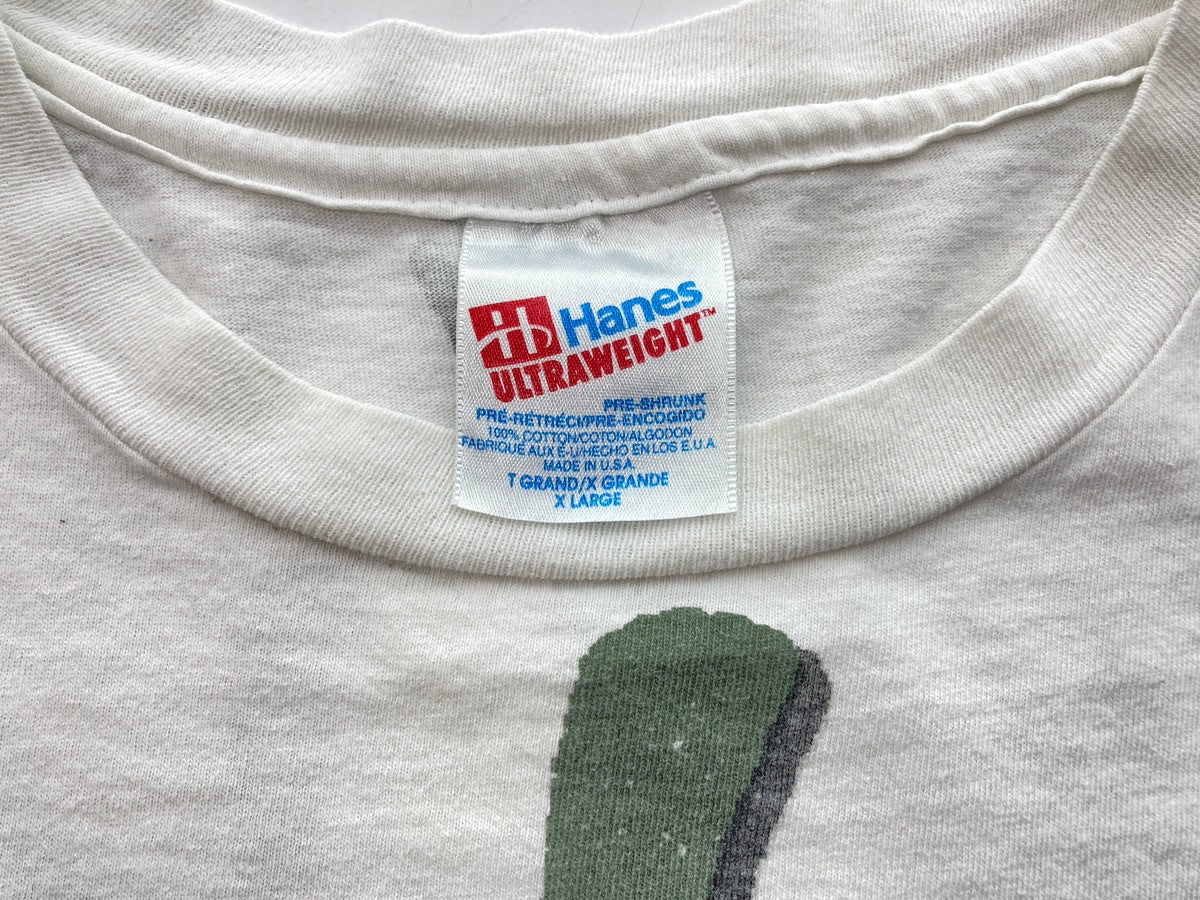 Hanes
ULTRAWEIGHT™
PRE-SHRUNK
PRÉ-RÉTRÉCI/PRE-ENCOGIDO
100% COTTON/COTON/ALGODON
FABRIQUE AUX E-U/HECHO EN LOS E.U.A.
MADE IN U.S.A.
T GRAND/X GRANDE
X LARGE